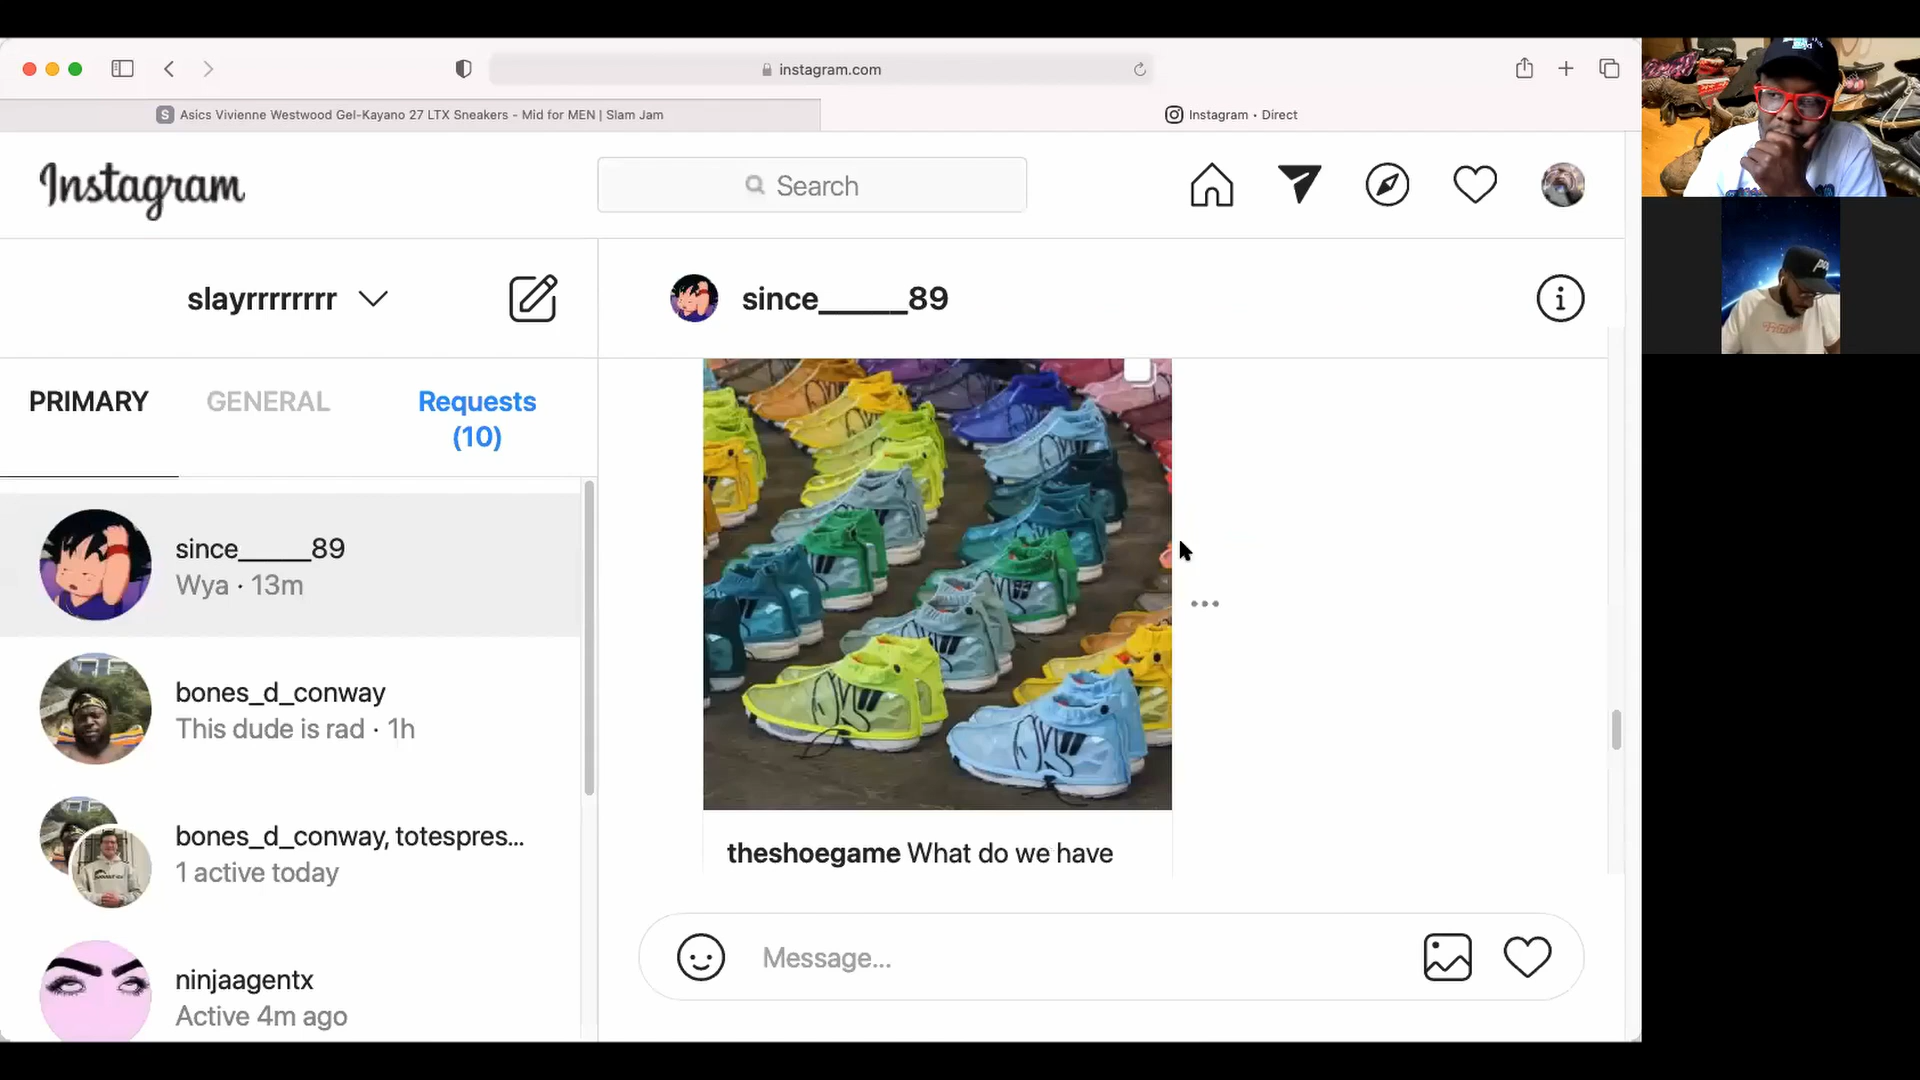 instagram.com
S Asics Vivienne Westwood Gel-Kayano 27 LTX Sneakers - Mid for MEN | Slam Jam
Instagram • Direct
Instagram
Search
slayrrrrrrrr
since______89
PRIMARY
GENERAL
Requests
(10)
since______89
Wya · 13m
bones_d_conway
This dude is rad · 1h
bones_d_conway, totespres...
1 active today
ninjaagentx
Active 4m ago
theshoegame What do we have
Message...